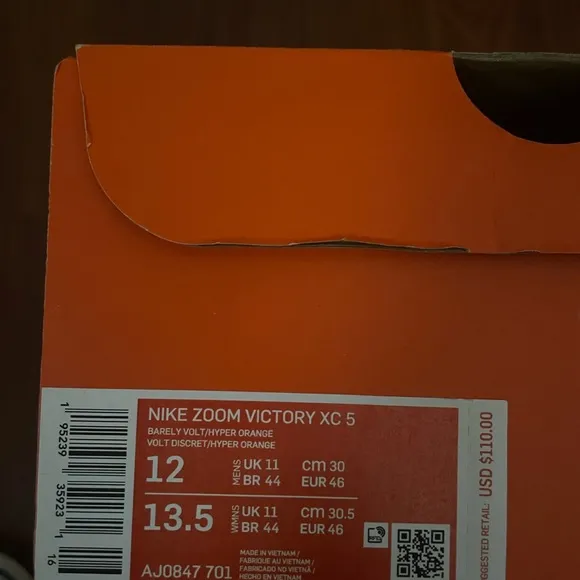 NIKE ZOOM VICTORY XC 5
BARELY VOLT/HYPER ORANGE
VOLT DISCRET/HYPER ORANGE
12
MENS
UK 11
BR 44
cm 30
EUR 46
13.5
WMNS
UK 11
BR 44
cm 30.5
EUR 46
MADE IN VIETNAM /
FABRIQUE AU VIETNAM /
FABRICADO NO VIETNÃ /
HECHO EN VIETNAM
AJ0847 701
RFID
1 95239 35923 1
16
GGESTED RETAIL: USD $110.00